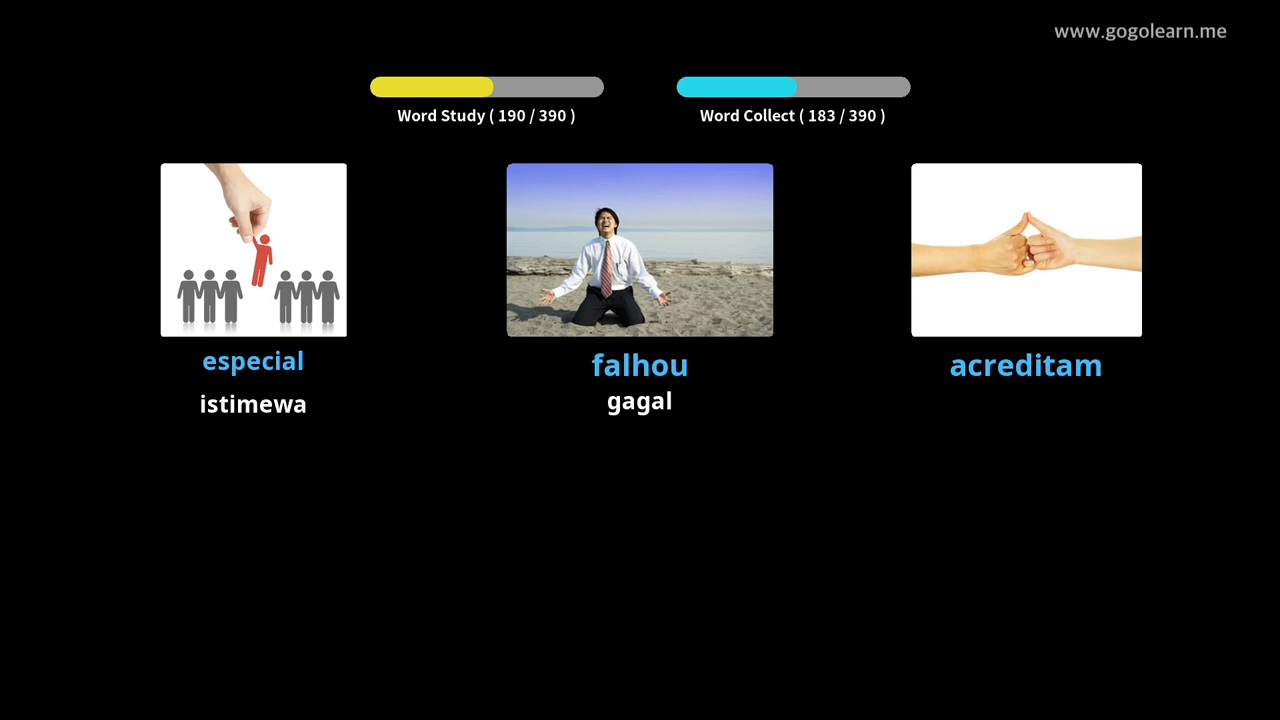 www.gogolearn.me
Word Study ( 190 / 390 )
Word Collect ( 183 / 390 )
especial
istimewa
falhou
gagal
acreditam